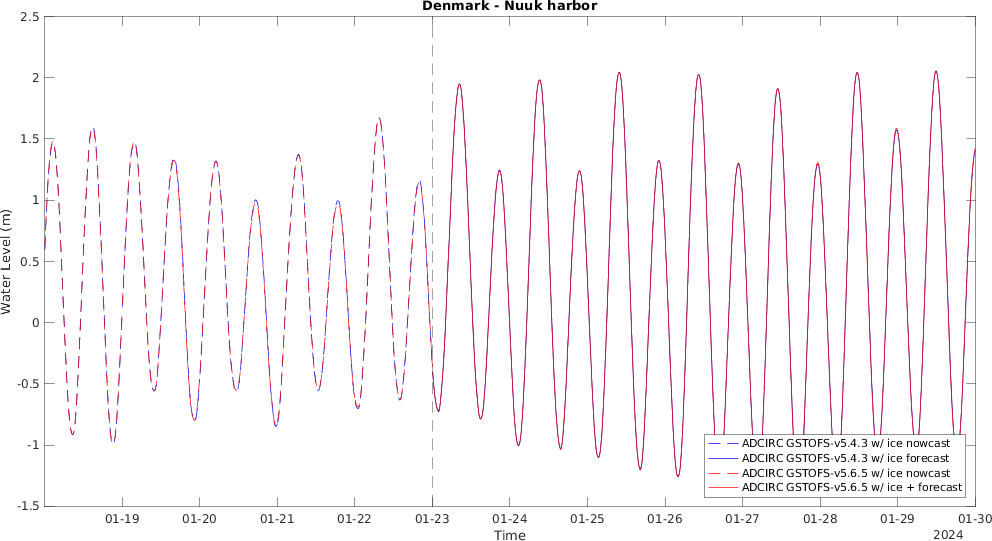 Denmark - Nuuk harbor
2.5
2
1.5
1
0.5
0
-0.5
-1
-1.5
Water Level (m)
ADCIRC GSTOFS-v5.4.3 w/ ice nowcast
ADCIRC GSTOFS-v5.4.3 w/ ice forecast
ADCIRC GSTOFS-v5.6.5 w/ ice nowcast
ADCIRC GSTOFS-v5.6.5 w/ ice + forecast
01-19 01-20 01-21 01-22 01-23 01-24 01-25 01-26 01-27 01-28 01-29 01-30
Time
2024